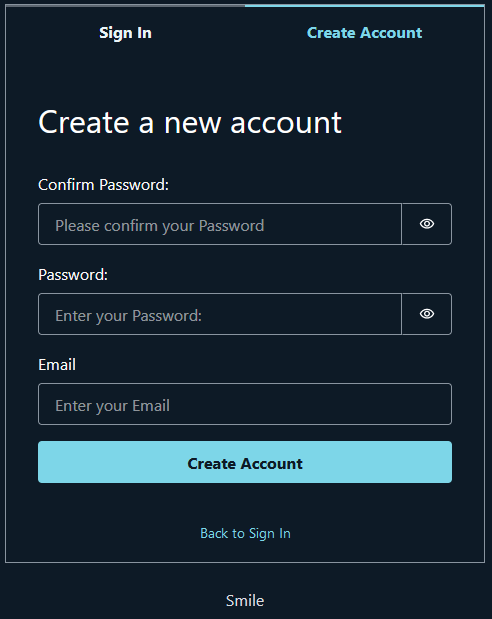 Sign In
Create Account
Create a new account
Confirm Password:
Please confirm your Password
Password:
Enter your Password:
Email
Enter your Email
Create Account
Back to Sign In
Smile